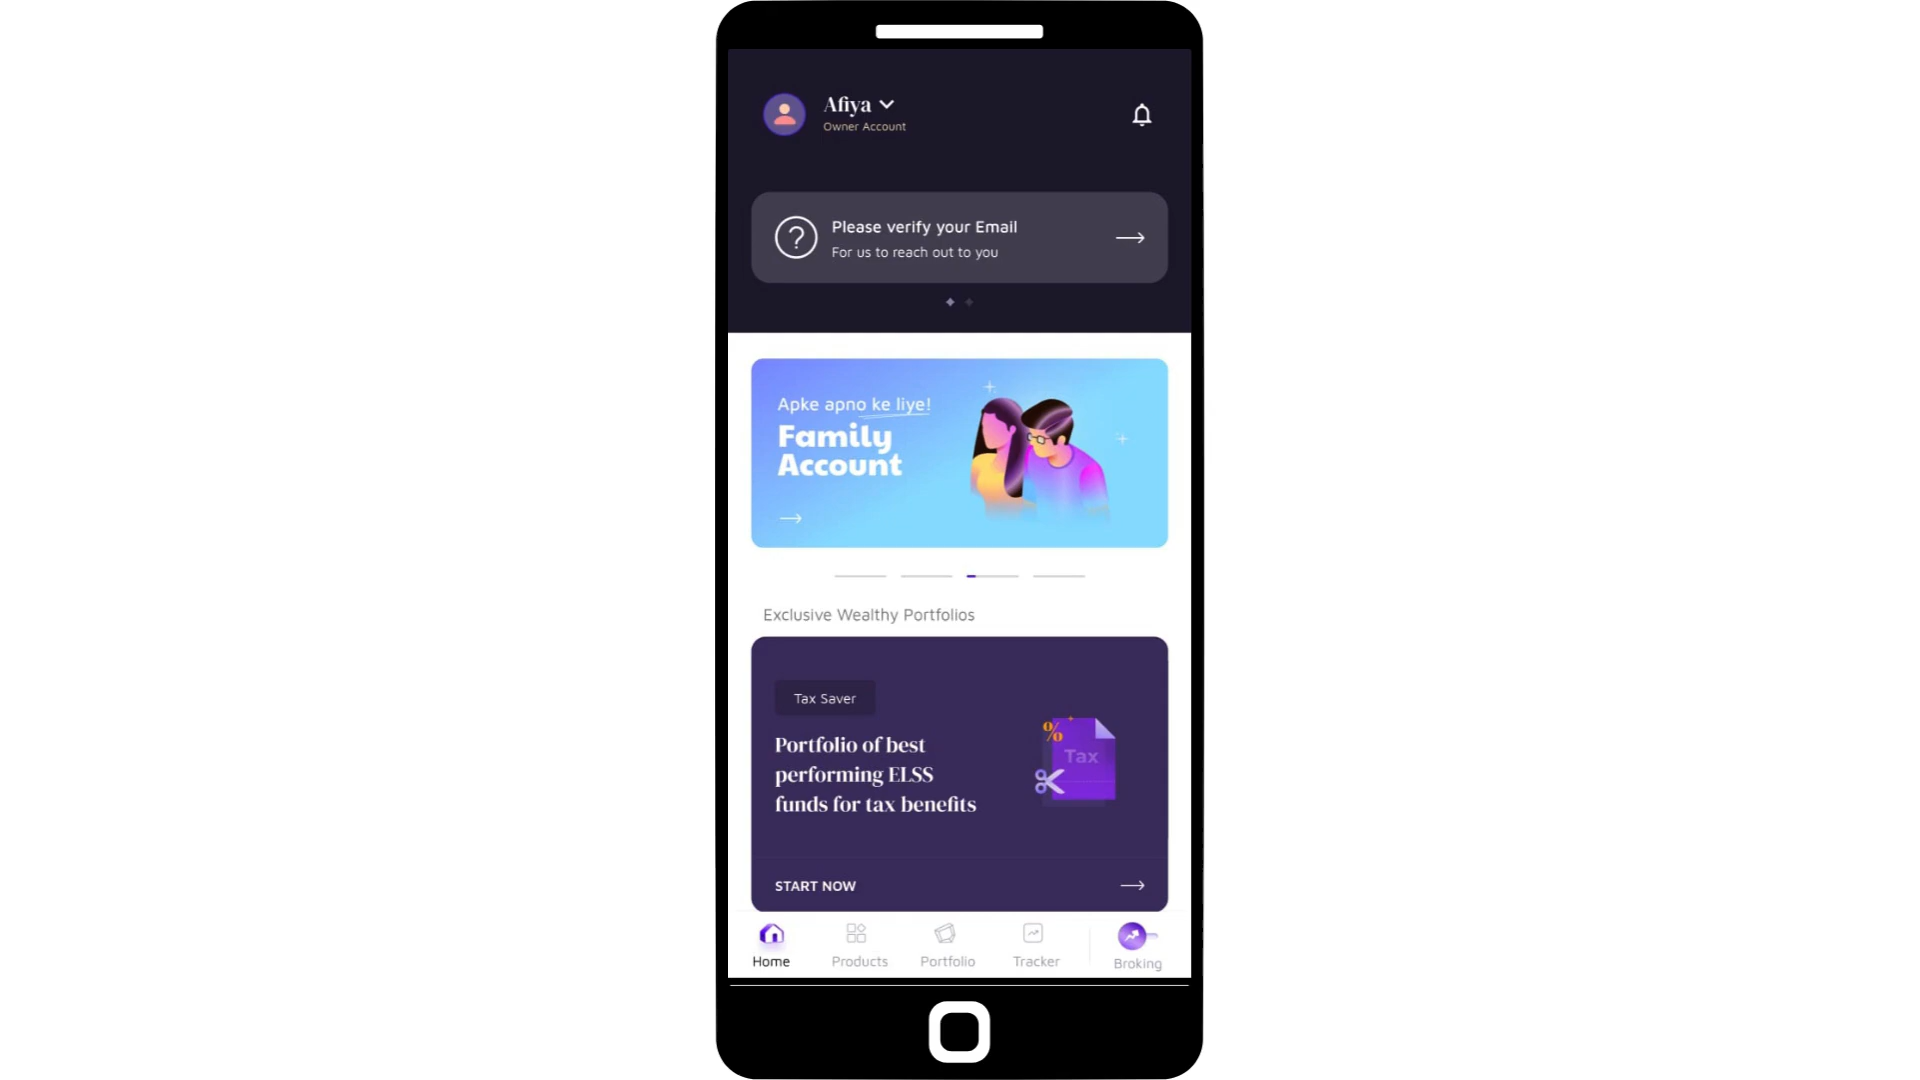 Afiya
Owner Account
Please verify your Email
For us to reach out to you
Apke apno ke liye!
Family
Account
Exclusive Wealthy Portfolios
Tax Saver
Portfolio of best
performing ELSS
funds for tax benefits
%
Tax
START NOW
Home
Products
Portfolio
Tracker
Broking